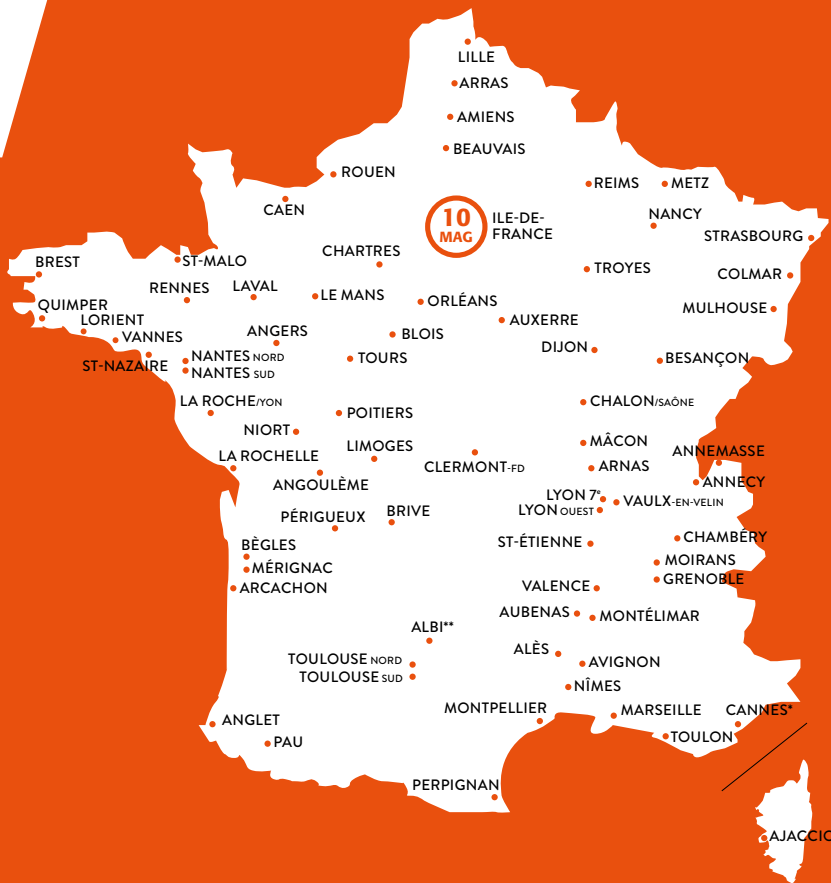 LILLE
ARRAS
AMIENS
BEAUVAIS
ROUEN
REIMS
METZ
CAEN
10
MAG
ILE-DE-
FRANCE
NANCY
STRASBOURG
CHARTRES
BREST
ST-MALO
TROYES
COLMAR
RENNES
LAVAL
LE MANS
ORLÉANS
QUIMPER
MULHOUSE
LORIENT
AUXERRE
VANNES
ANGERS
BLOIS
DIJON
ST-NAZAIRE
NANTES NORD
NANTES SUD
TOURS
BESANÇON
LA ROCHE/YON
CHALON/SAÔNE
POITIERS
NIORT
MÂCON
LIMOGES
ANNEMASSE
LA ROCHELLE
CLERMONT-FD
ARNAS
ANGOULÊME
ANNECY
LYON 7e
VAULX-EN-VELIN
LYON OUEST
PÉRIGUEUX
BRIVE
ST-ÉTIENNE
CHAMBÉRY
BÈGLES
MOIRANS
MÉRIGNAC
GRENOBLE
ARCACHON
VALENCE
AUBENAS
MONTÉLIMAR
ALBI**
ALÈS
TOULOUSE NORD
AVIGNON
TOULOUSE SUD
NÎMES
MONTPELLIER
MARSEILLE
CANNES*
ANGLET
TOULON
PAU
PERPIGNAN
AJACCIO